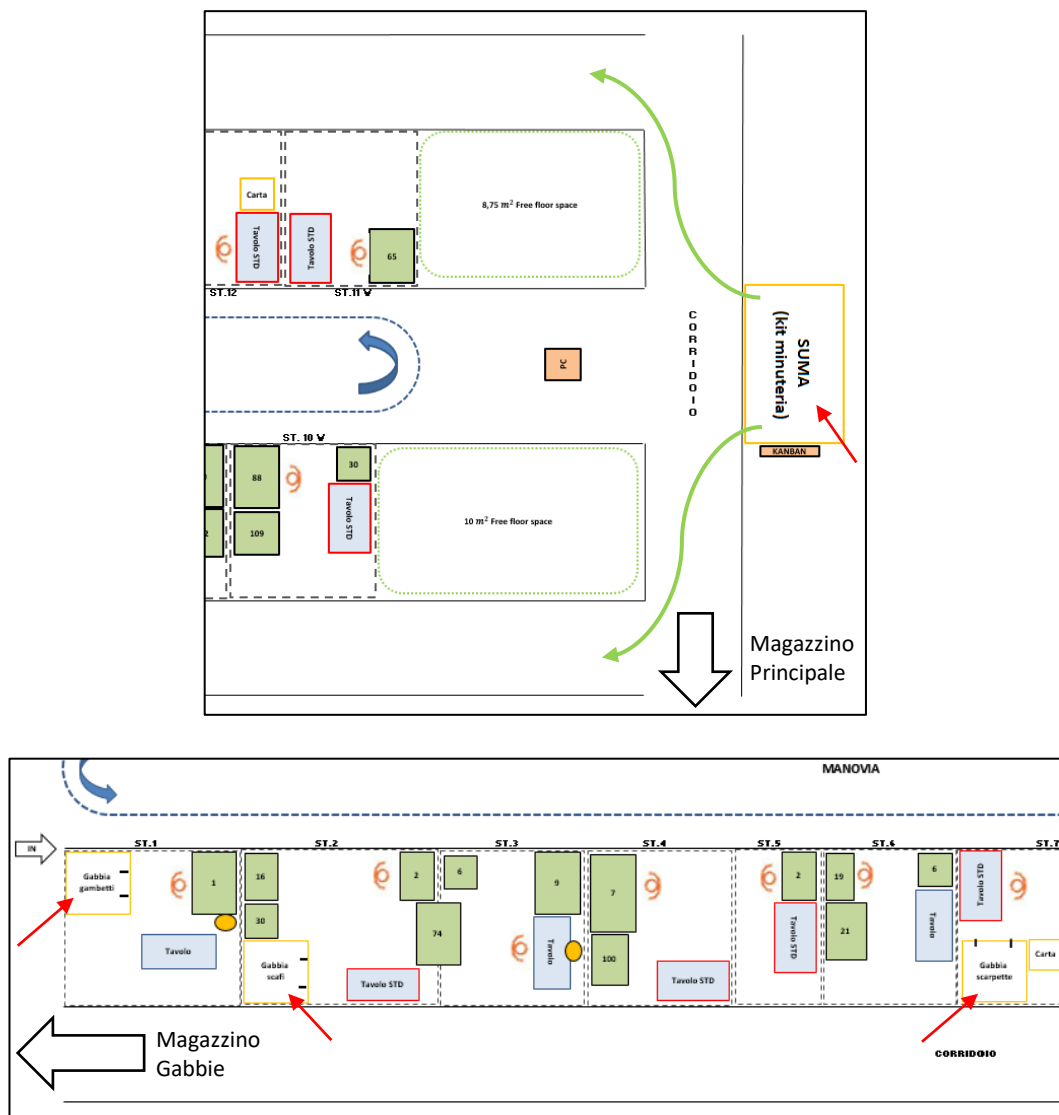 Carta
Tavolo STD
Tavolo STD
65
8,75 m² Free floor space
ST.12
ST.11
CORRIDOIO
SUMA
(kit minuteria)
PC
KANBAN
ST. 10
88
30
109
Tavolo STD
10 m² Free floor space
Magazzino
Principale
MANOVIA
IN
ST.1
ST.2
ST.3
ST.4
ST.5
ST.6
ST.7
Gabbia
gambetti
1
16
2
6
9
7
2
19
6
Tavolo STD
30
74
Tavolo
100
Tavolo STD
21
Tavolo
Tavolo
Gabbia
scafi
Tavolo STD
Tavolo STD
Gabbia
scarpette
Carta
Magazzino
Gabbie
CORRIDOIO